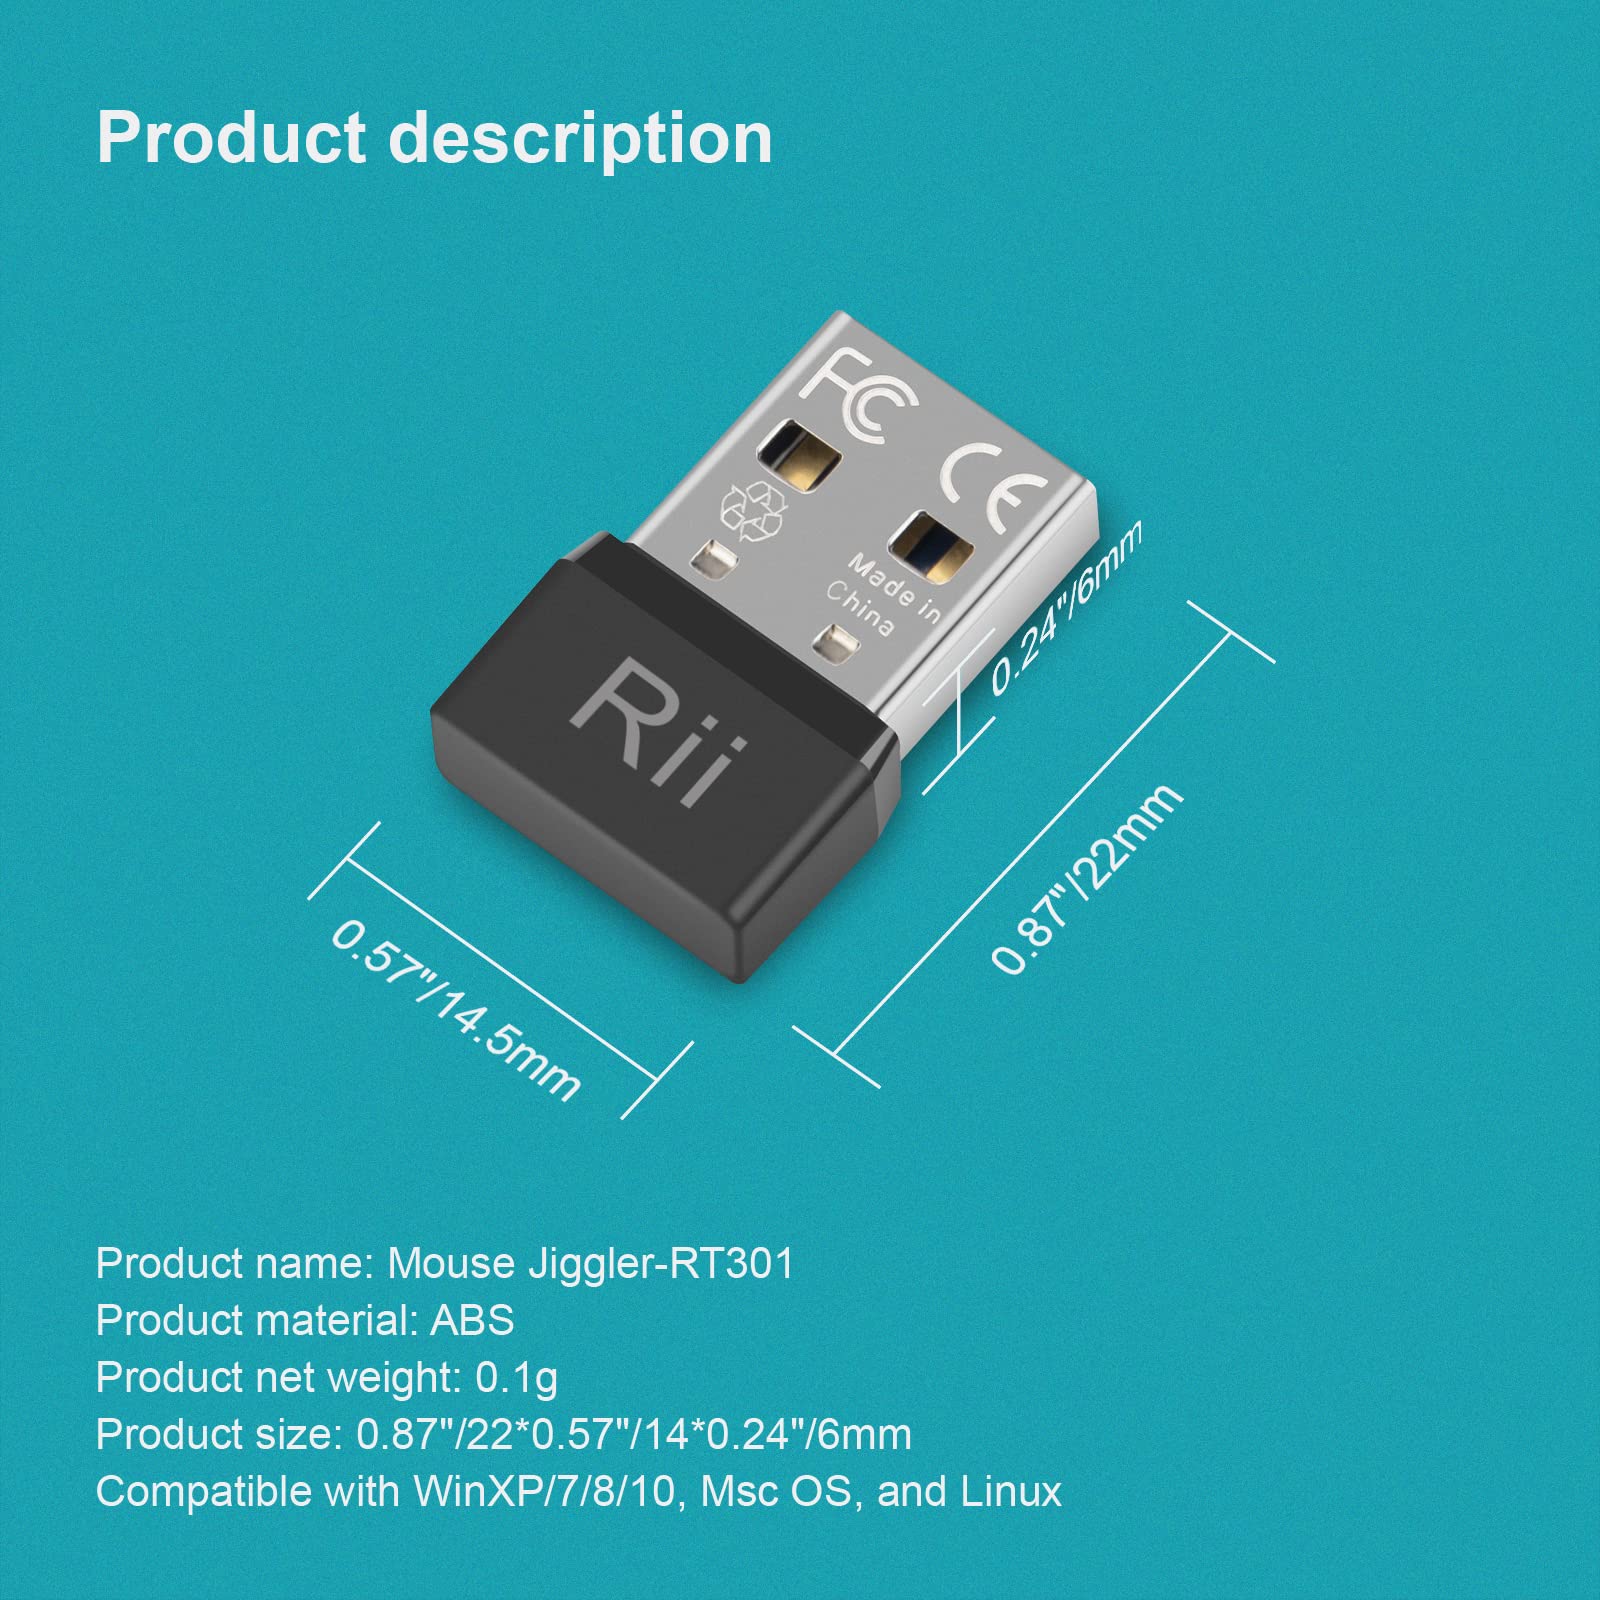 Product description
FC
CE
Made in
China
Rii
0.24"/6mm
0.87"/22mm
0.57"/14.5mm
Product name: Mouse Jiggler-RT301
Product material: ABS
Product net weight: 0.1g
Product size: 0.87"/22*0.57"/14*0.24"/6mm
Compatible with WinXP/7/8/10, Msc OS, and Linux